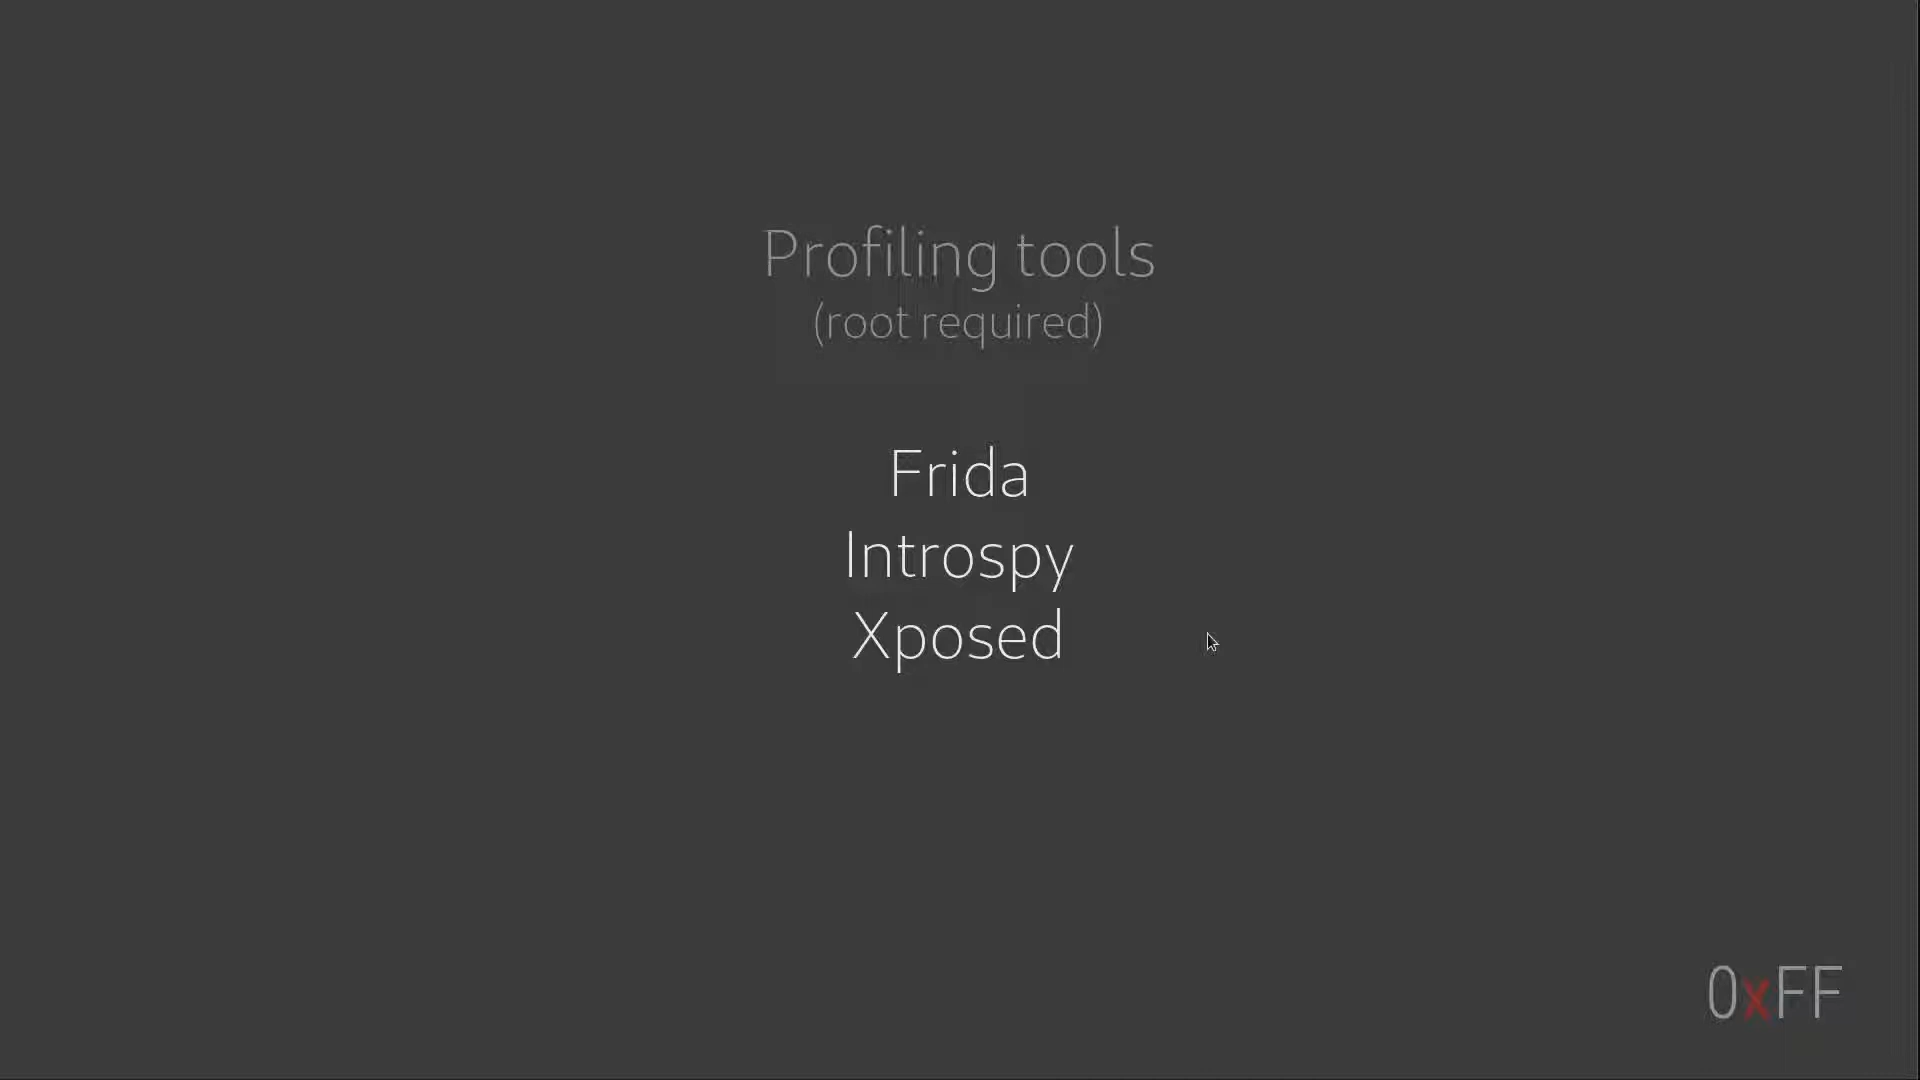 Profiling tools
(root required)
Frida
Introspy
Xposed
0xFF